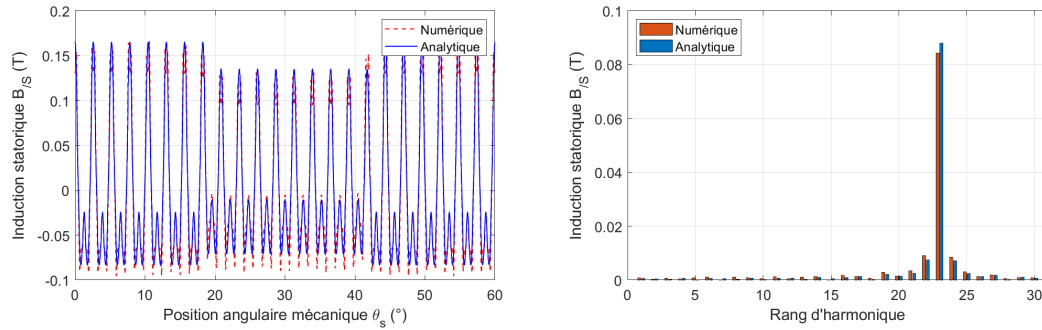 Induction statorique B/S (T)
0.2
0.15
0.1
0.05
0
-0.05
-0.1
0 10 20 30 40 50 60
Position angulaire mécanique θs (°)
Numérique
Analytique
Induction statorique B/S (T)
0.1
0.08
0.06
0.04
0.02
0
0 5 10 15 20 25 30
Rang d'harmonique
Numérique
Analytique